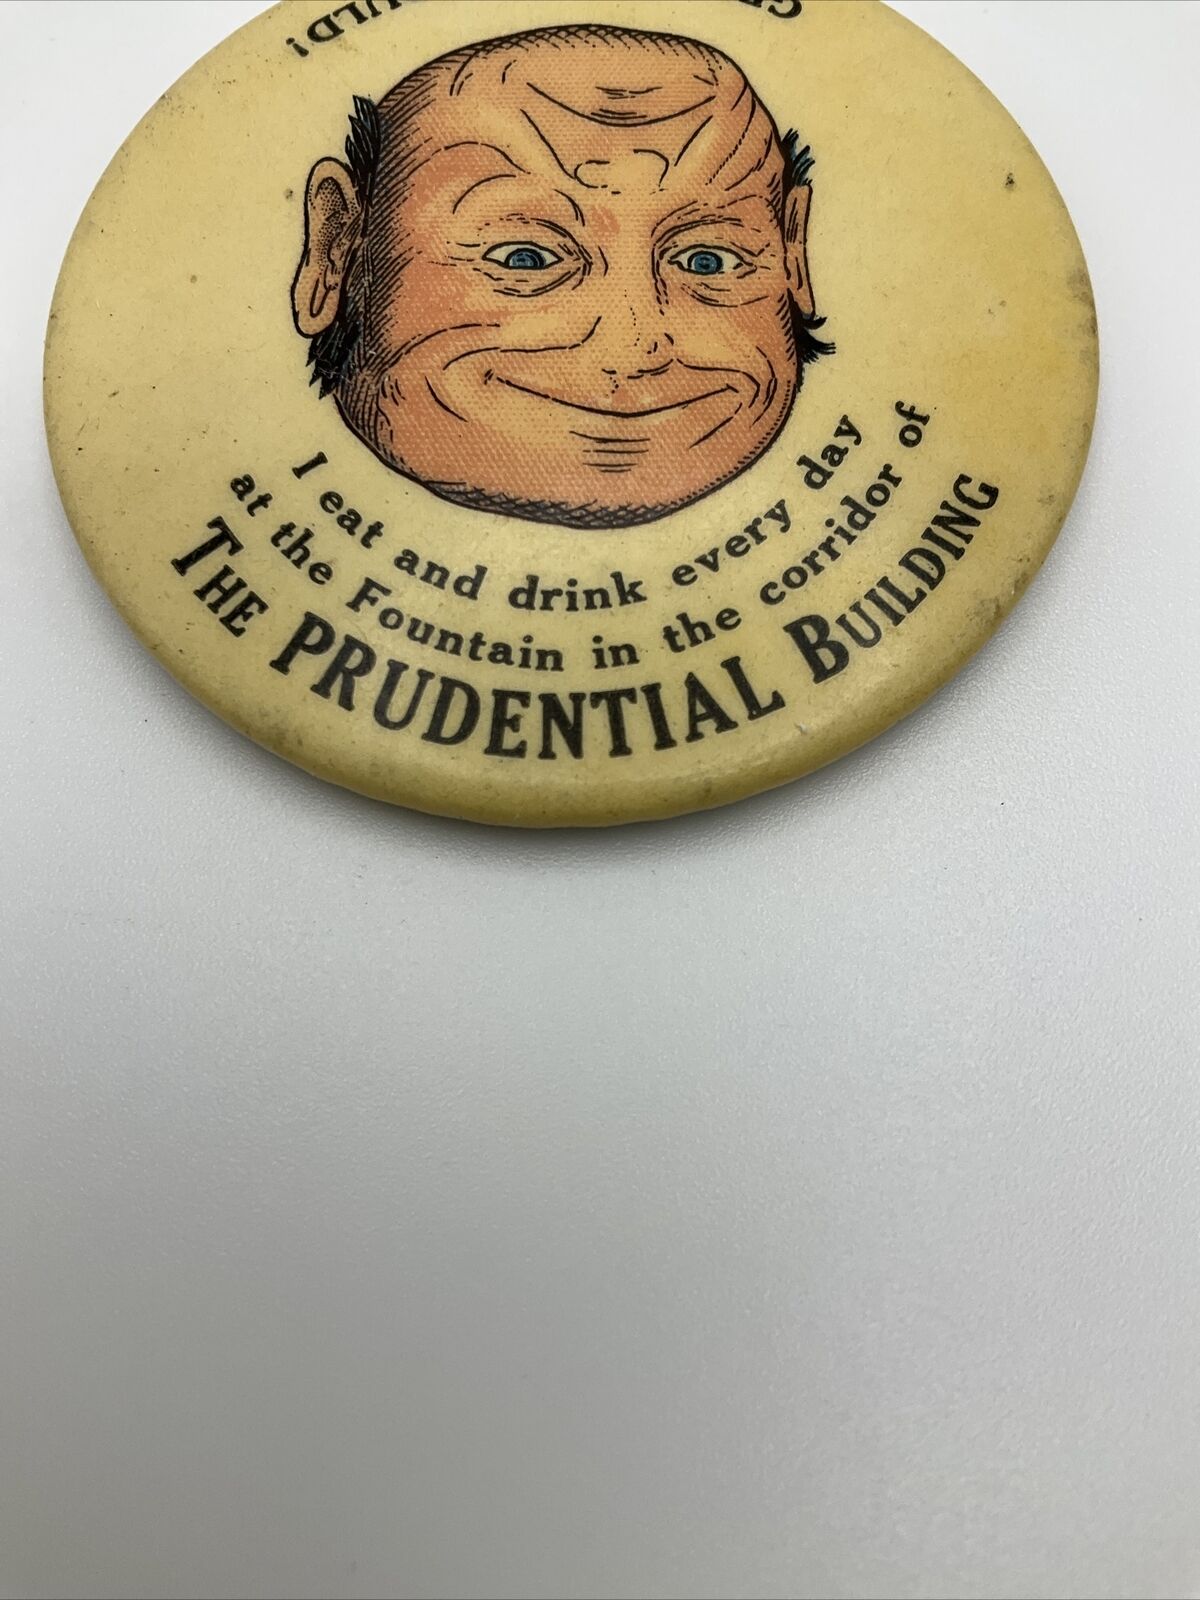 I eat and drink every day
at the Fountain in the corridor of
THE PRUDENTIAL BUILDING